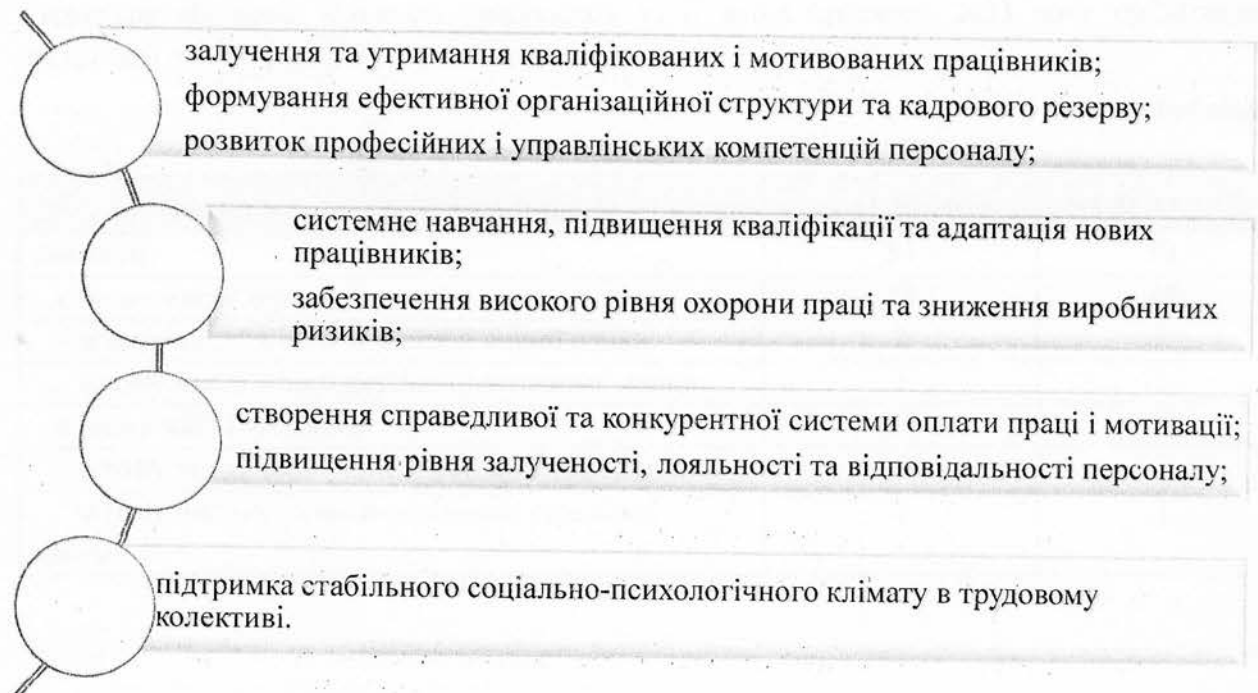 залучення та утримання кваліфікованих і мотивованих працівників;
формування ефективної організаційної структури та кадрового резерву;
розвиток професійних і управлінських компетенцій персоналу;
системне навчання, підвищення кваліфікації та адаптація нових
працівників;
забезпечення високого рівня охорони праці та зниження виробничих
ризиків;
створення справедливої та конкурентної системи оплати праці і мотивації;
підвищення рівня залученості, лояльності та відповідальності персоналу;
підтримка стабільного соціально-психологічного клімату в трудовому
колективі.